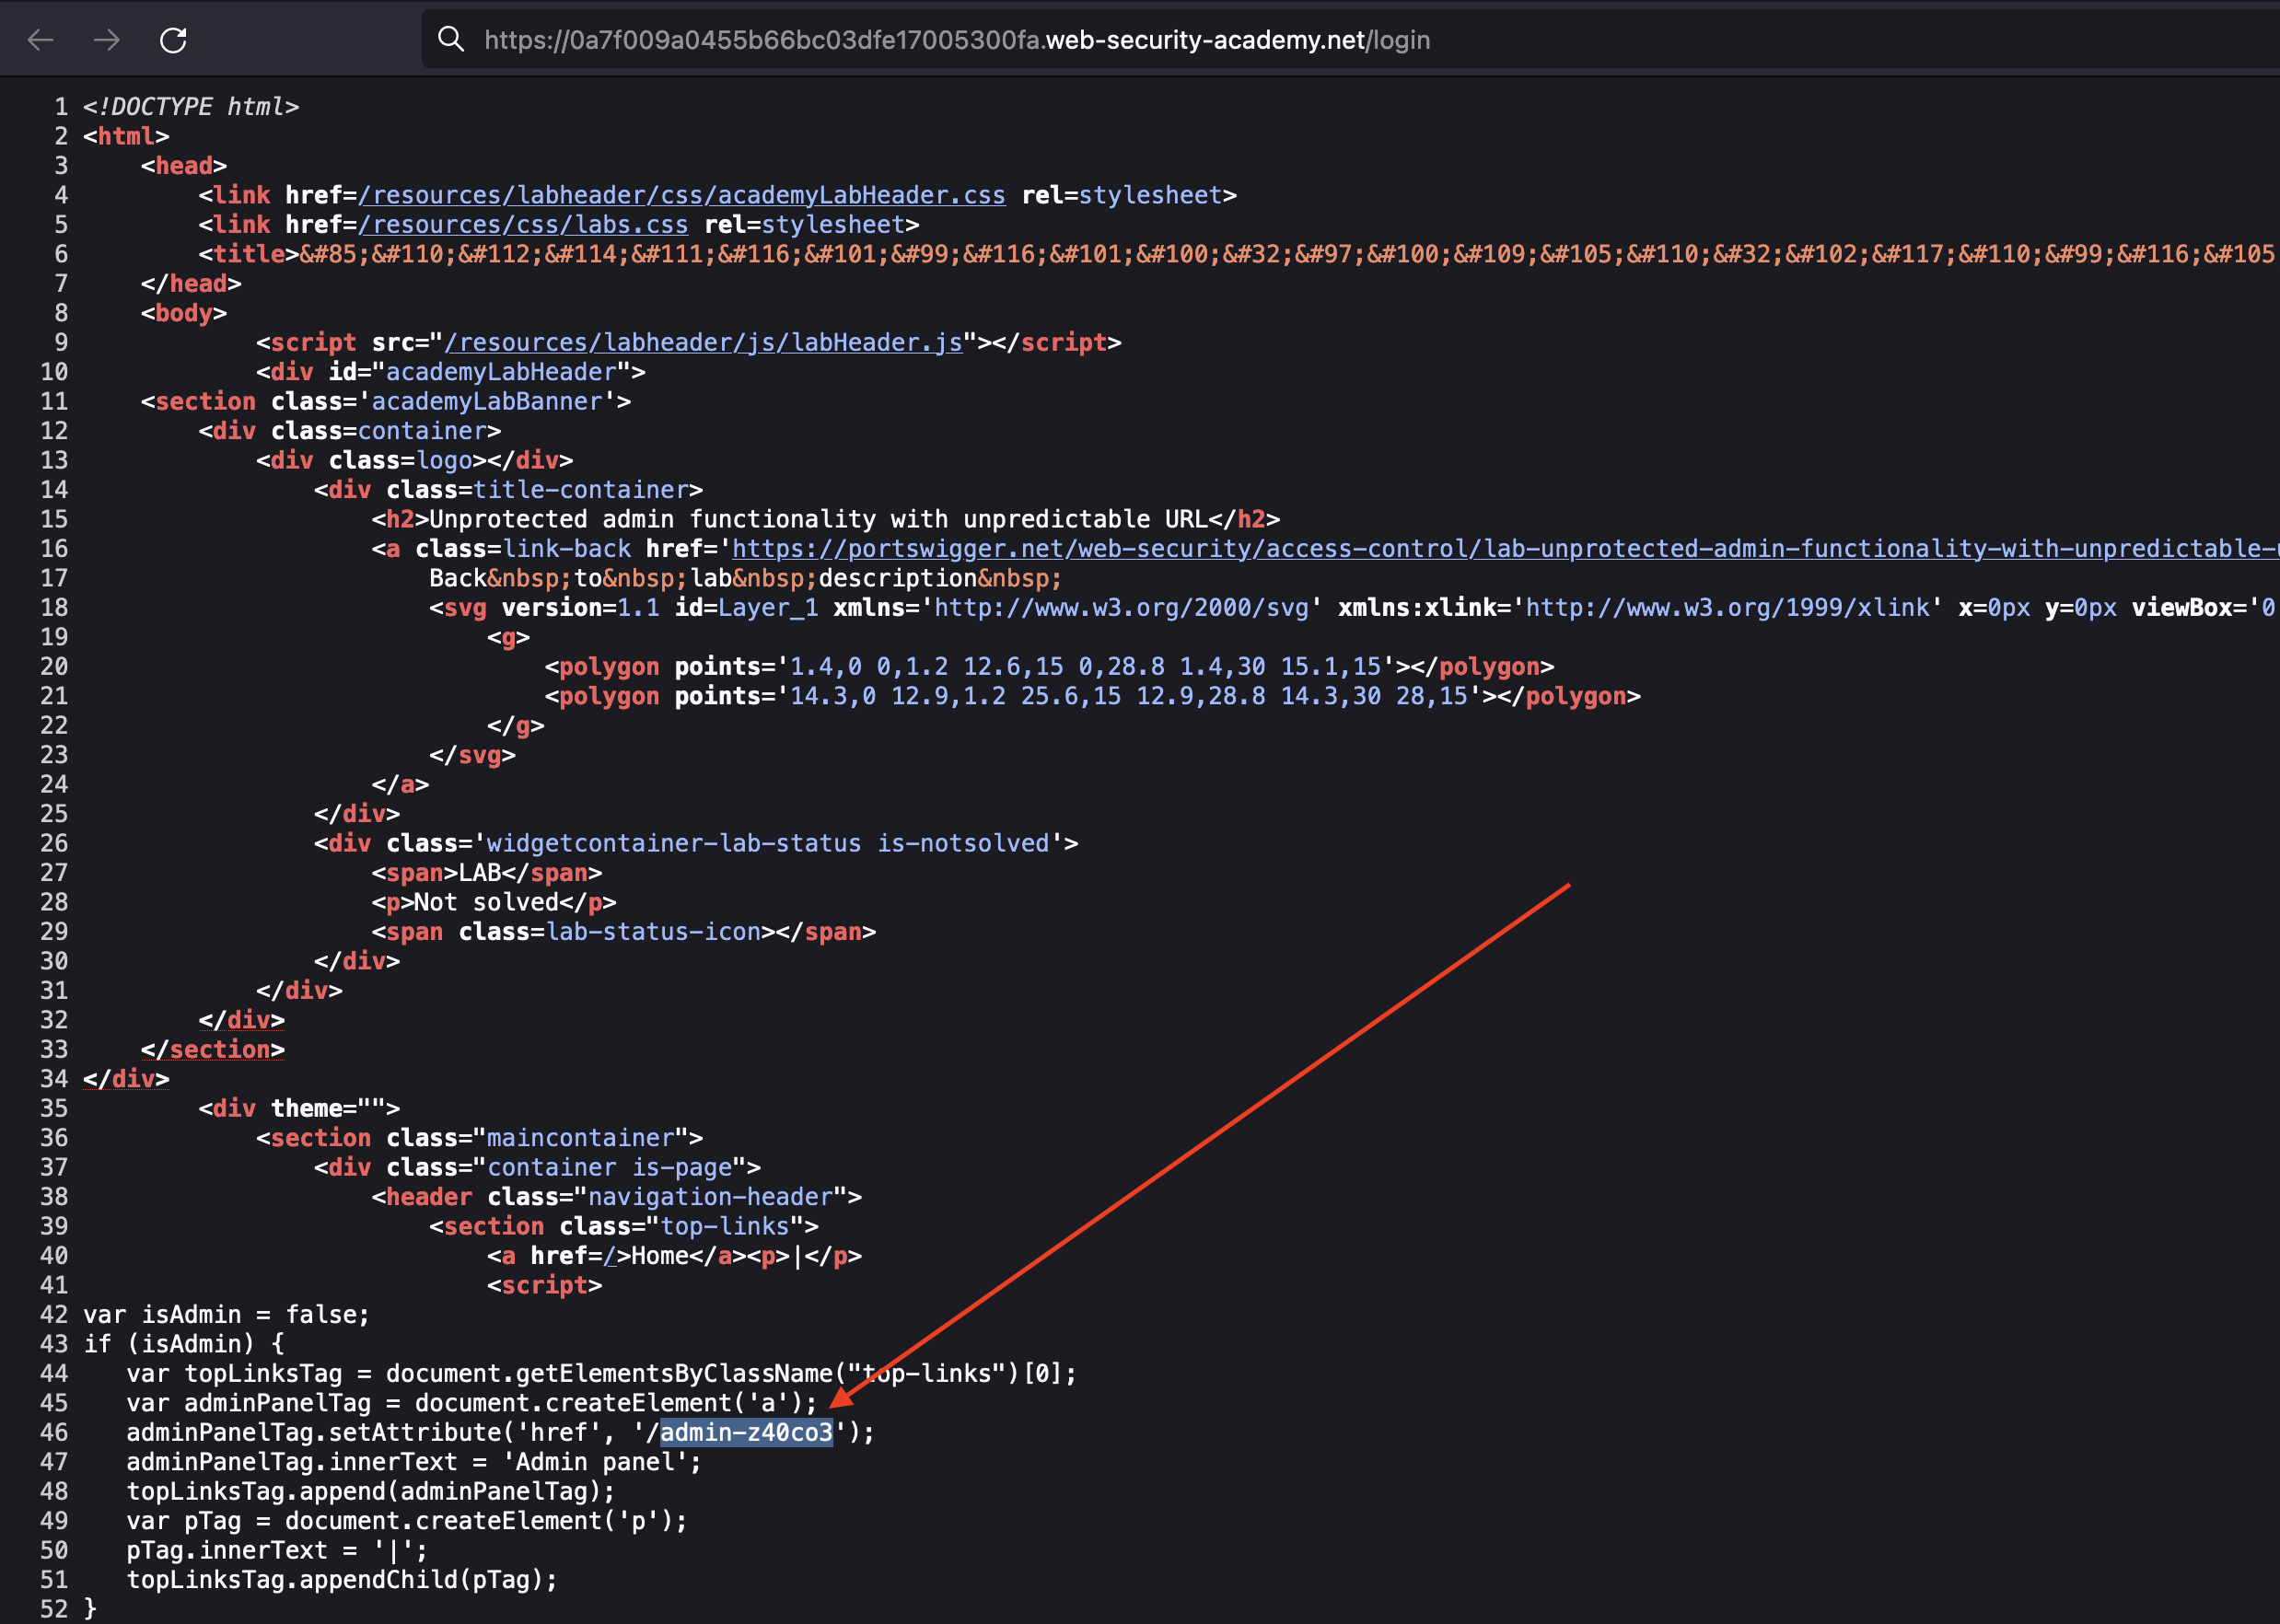 https://0a7f009a0455b66bc03dfe17005300fa.web-security-academy.net/login
1 <!DOCTYPE html>
2 <html>
3     <head>
4         <link href=/resources/labheader/css/academyLabHeader.css rel=stylesheet>
5         <link href=/resources/css/labs.css rel=stylesheet>
6         <title>&#85;&#110;&#112;&#114;&#111;&#116;&#101;&#99;&#116;&#101;&#100;&#32;&#97;&#100;&#109;&#105;&#110;&#32;&#102;&#117;&#110;&#99;&#116;&#105
7     </head>
8     <body>
9             <script src="/resources/labheader/js/labHeader.js"></script>
10             <div id="academyLabHeader">
11     <section class='academyLabBanner'>
12         <div class=container>
13             <div class=logo></div>
14                 <div class=title-container>
15                     <h2>Unprotected admin functionality with unpredictable URL</h2>
16                     <a class=link-back href='https://portswigger.net/web-security/access-control/lab-unprotected-admin-functionality-with-unpredictable-u
17                         Back&nbsp;to&nbsp;lab&nbsp;description&nbsp;
18                         <svg version=1.1 id=Layer_1 xmlns='http://www.w3.org/2000/svg' xmlns:xlink='http://www.w3.org/1999/xlink' x=0px y=0px viewBox='0
19                             <g>
20                                 <polygon points='1.4,0 0,1.2 12.6,15 0,28.8 1.4,30 15.1,15'></polygon>
21                                 <polygon points='14.3,0 12.9,1.2 25.6,15 12.9,28.8 14.3,30 28,15'></polygon>
22                             </g>
23                         </svg>
24                     </a>
25                 </div>
26                 <div class='widgetcontainer-lab-status is-notsolved'>
27                     <span>LAB</span>
28                     <p>Not solved</p>
29                     <span class=lab-status-icon></span>
30                 </div>
31             </div>
32         </div>
33     </section>
34 </div>
35         <div theme="">
36             <section class="maincontainer">
37                 <div class="container is-page">
38                     <header class="navigation-header">
39                         <section class="top-links">
40                             <a href=/>Home</a><p>|</p>
41                             <script>
42 var isAdmin = false;
43 if (isAdmin) {
44    var topLinksTag = document.getElementsByClassName("top-links")[0];
45    var adminPanelTag = document.createElement('a');
46    adminPanelTag.setAttribute('href', '/admin-z40co3');
47    adminPanelTag.innerText = 'Admin panel';
48    topLinksTag.append(adminPanelTag);
49    var pTag = document.createElement('p');
50    pTag.innerText = '|';
51    topLinksTag.appendChild(pTag);
52 }